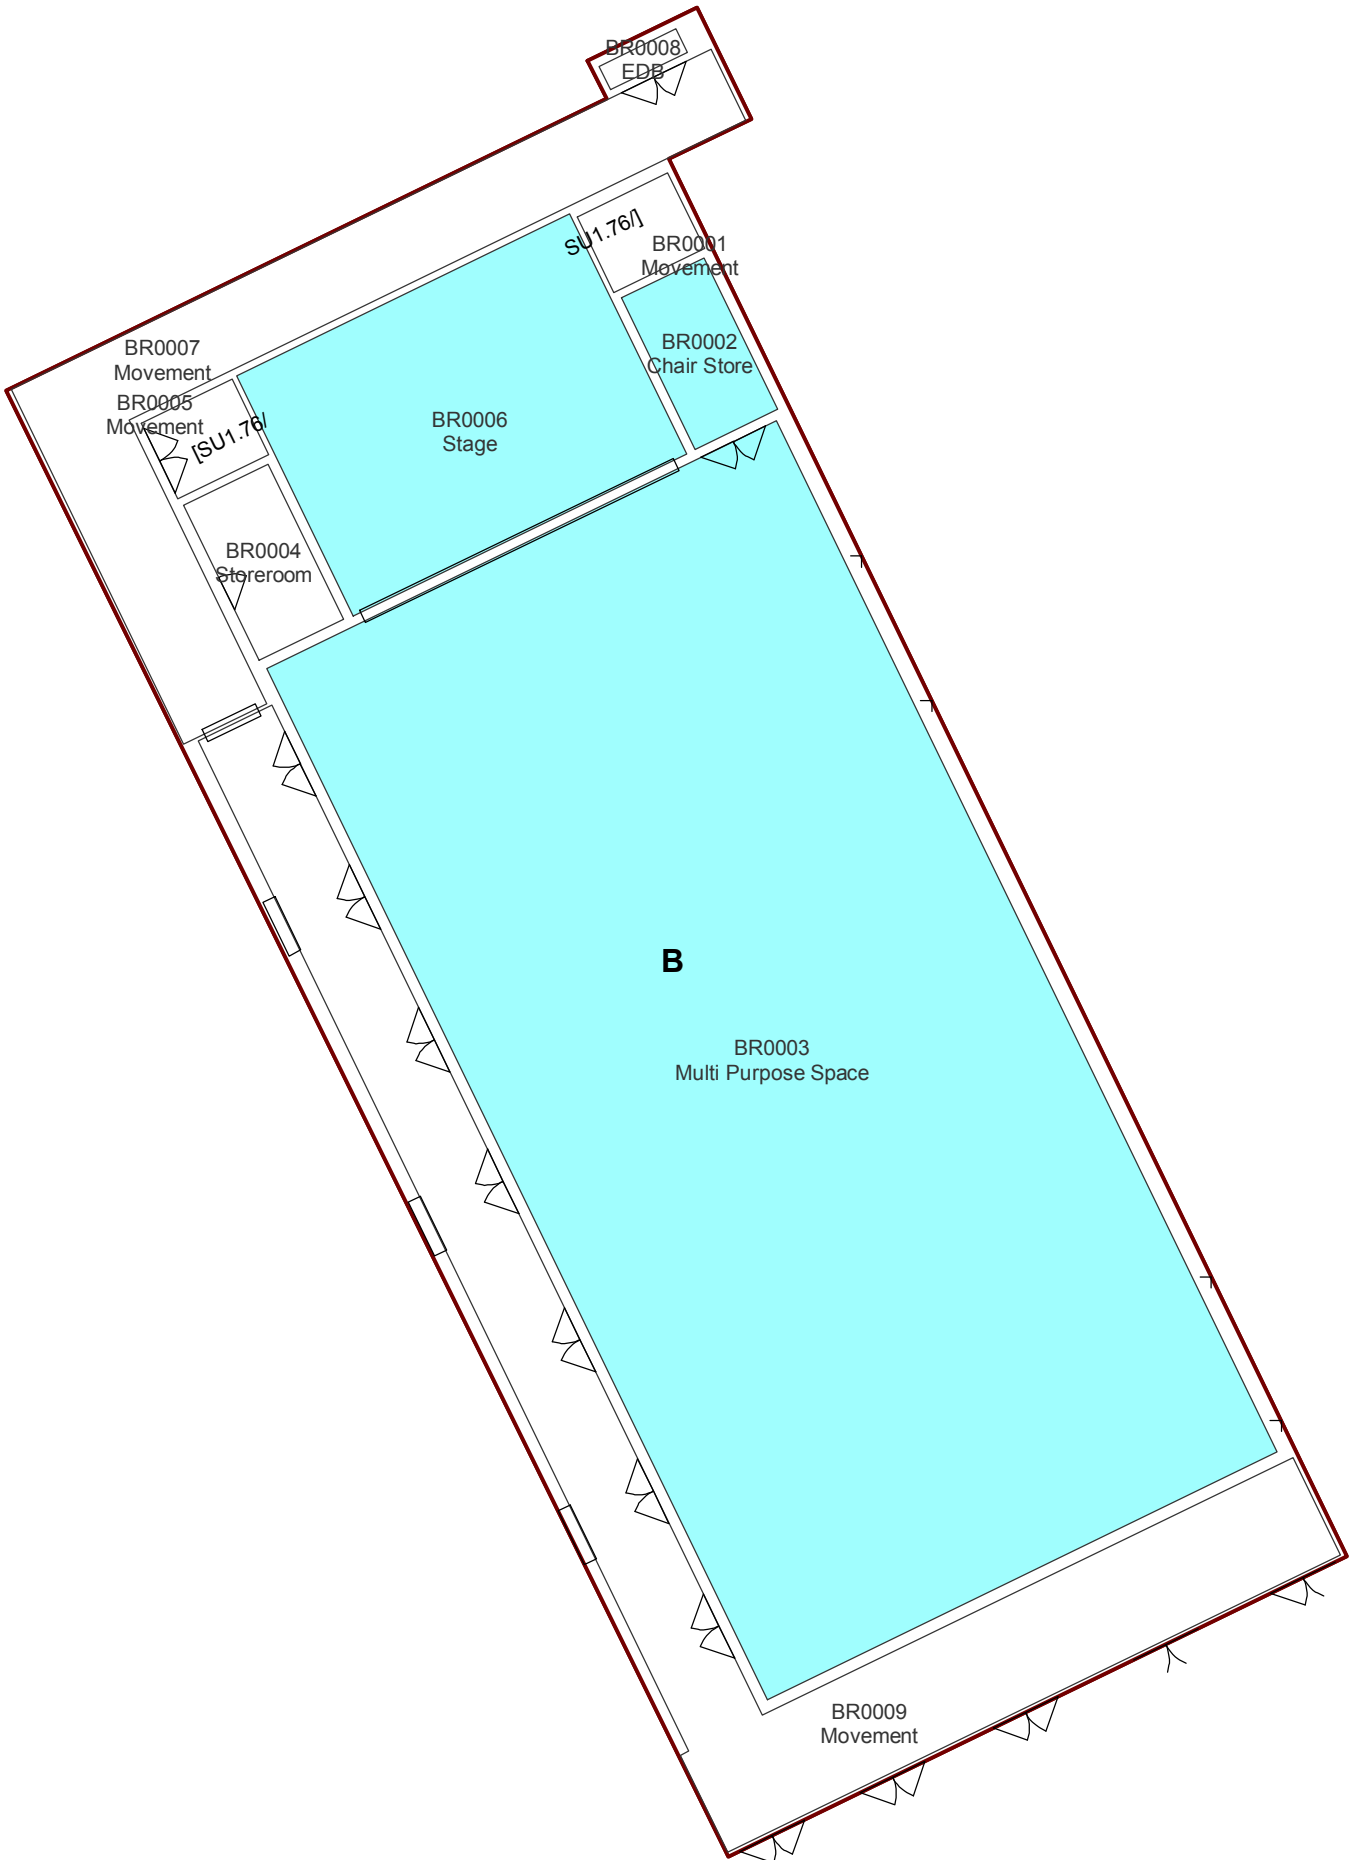 BR0008
EDB
SU1.76/]
BR0001
Movement
BR0002
Chair Store
BR0007
Movement
BR0005
Movement
[SU1.76/
BR0006
Stage
BR0004
Storeroom
B
BR0003
Multi Purpose Space
BR0009
Movement